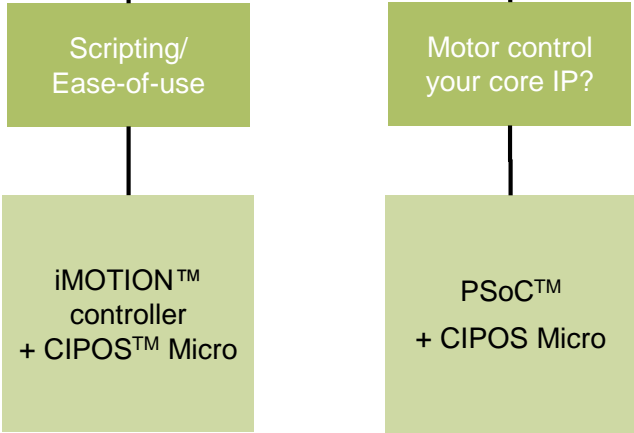 Scripting/
Ease-of-use
Motor control
your core IP?
iMOTION™
controller
+ CIPOS™ Micro
PSoC™
+ CIPOS Micro